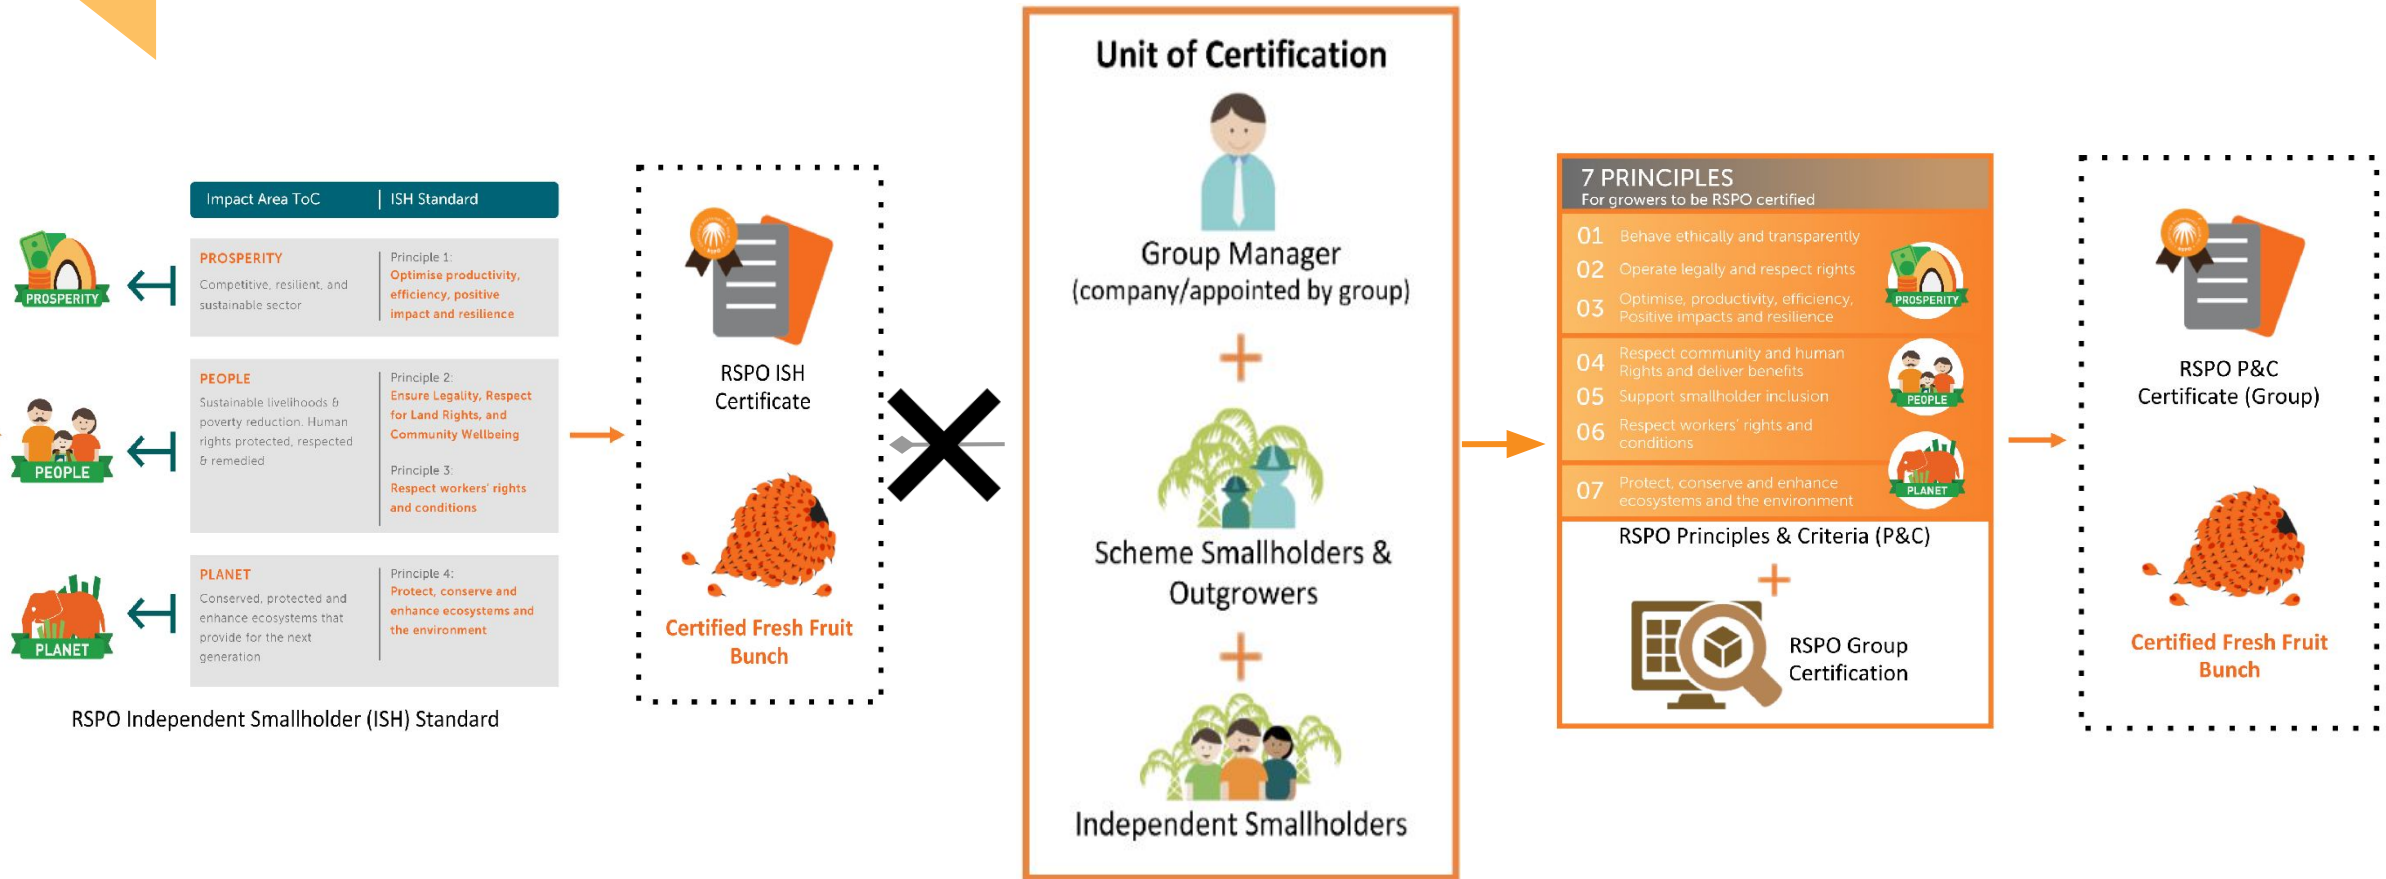 Impact Area ToC
ISH Standard
PROSPERITY
PROSPERITY
Competitive, resilient, and
sustainable sector
Principle 1:
Optimise productivity,
efficiency, positive
impact and resilience
PEOPLE
PEOPLE
Sustainable livelihoods &
poverty reduction. Human
rights protected, respected
& remedied
Principle 2:
Ensure Legality, Respect
for Land Rights, and
Community Wellbeing
Principle 3:
Respect workers' rights
and conditions
PLANET
PLANET
Conserved, protected and
enhance ecosystems that
provide for the next
generation
Principle 4:
Protect, conserve and
enhance ecosystems and
the environment
RSPO Independent Smallholder (ISH) Standard
RSPO ISH
Certificate
Certified Fresh Fruit
Bunch
Unit of Certification
Group Manager
(company/appointed by group)
+
Scheme Smallholders &
Outgrowers
+
Independent Smallholders
7 PRINCIPLES
For growers to be RSPO certified
01 Behave ethically and transparently
02 Operate legally and respect rights
03 Optimise, productivity, efficiency,
Positive impacts and resilience
PROSPERITY
04 Respect community and human
Rights and deliver benefits
05 Support smallholder inclusion
06 Respect workers' rights and
conditions
PEOPLE
07 Protect, conserve and enhance
ecosystems and the environment
PLANET
RSPO Principles & Criteria (P&C)
+
RSPO Group
Certification
RSPO P&C
Certificate (Group)
Certified Fresh Fruit
Bunch